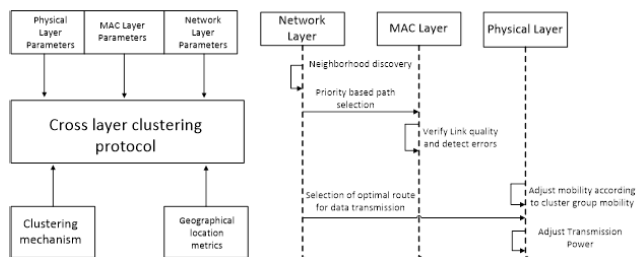 Physical
Layer
Parameters
MAC Layer
Parameters
Network
Layer
Parameters
Cross layer clustering
protocol
Clustering
mechanism
Geographical
location
metrics
Network
Layer
MAC Layer
Physical Layer
Neighborhood discovery
Priority based path
selection
Verify Link quality
and detect errors
Adjust mobility according
to cluster group mobility
Selection of optimal route
for data transmission
Adjust Transmission
Power